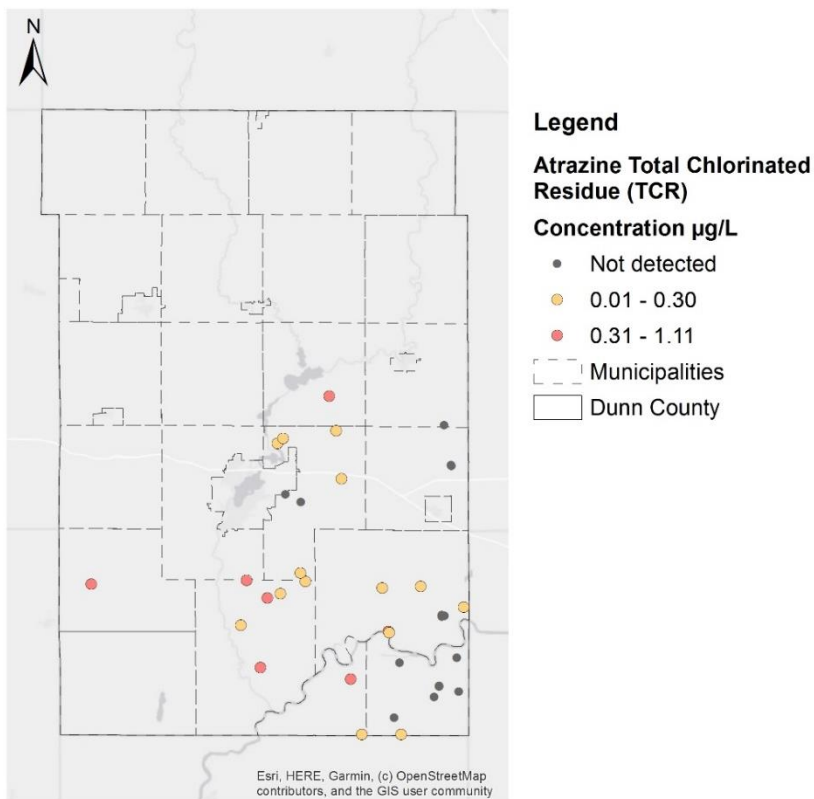 N
Legend
Atrazine Total Chlorinated
Residue (TCR)
Concentration µg/L
Not detected
0.01 - 0.30
0.31 - 1.11
Municipalities
Dunn County
Esri, HERE, Garmin, (c) OpenStreetMap
contributors, and the GIS user community